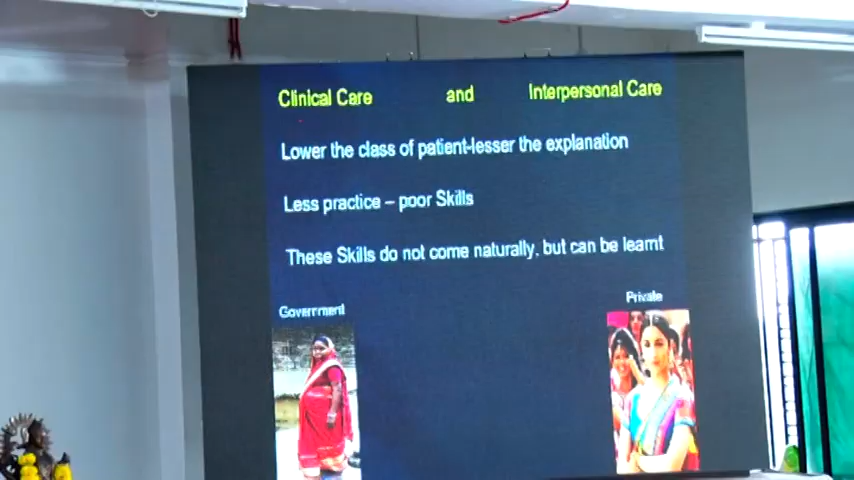 Clinical Care and Interpersonal Care
Lower the class of patient-lesser the explanation
Less practice – poor Skills
These Skills do not come naturally, but can be learnt
Government
Private